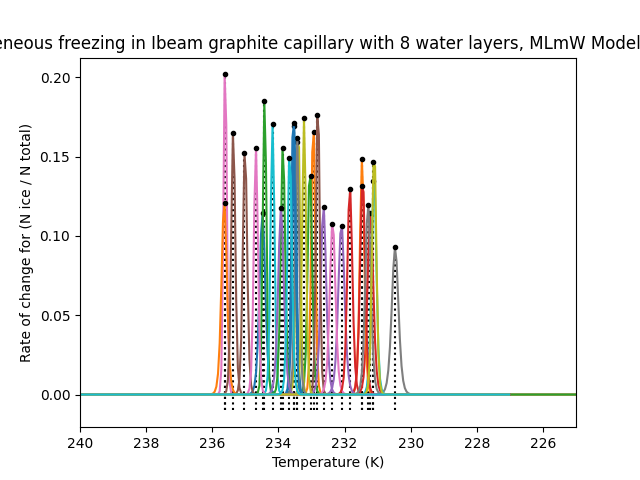 eneous freezing in Ibeam graphite capillary with 8 water layers, MLmW Model
0.20
0.15
0.10
0.05
0.00
Rate of change for (N ice / N total)
240 238 236 234 232 230 228 226
Temperature (K)